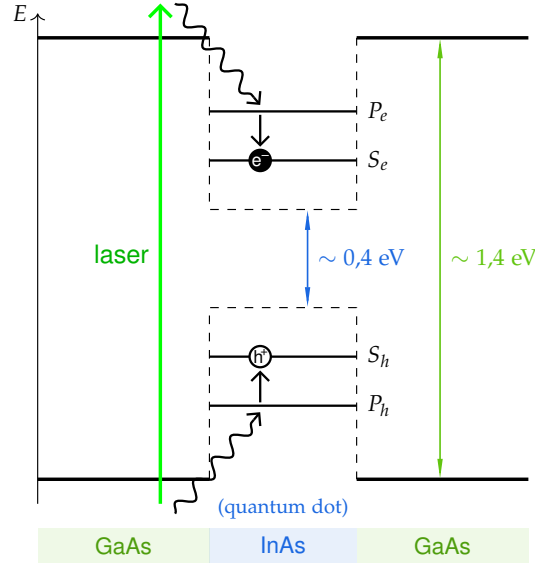 E
P_e
e⁻
S_e
laser
~ 0,4 eV
~ 1,4 eV
h⁺
S_h
P_h
(quantum dot)
GaAs
InAs
GaAs